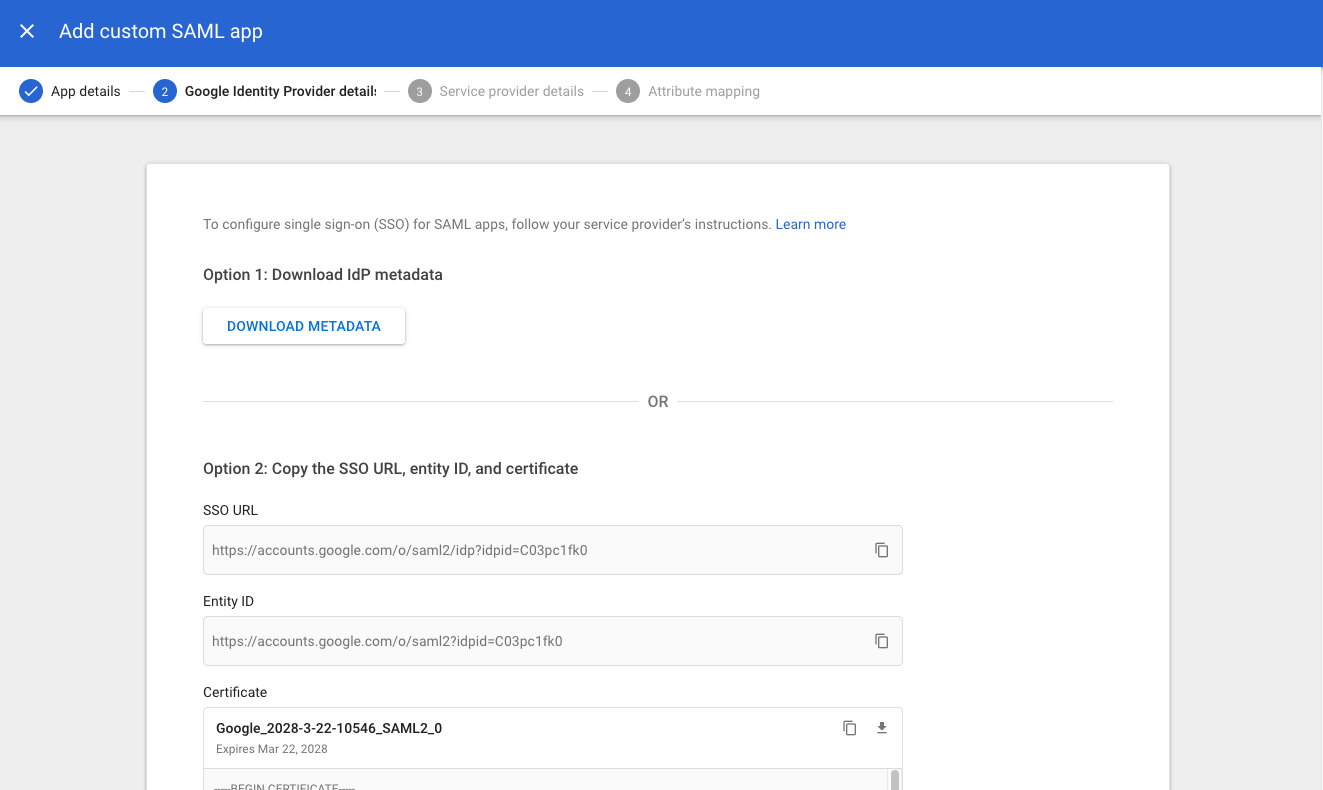 Add custom SAML app
App details 2 Google Identity Provider details 3 Service provider details 4 Attribute mapping
To configure single sign-on (SSO) for SAML apps, follow your service provider’s instructions. Learn more
Option 1: Download IdP metadata
DOWNLOAD METADATA
OR
Option 2: Copy the SSO URL, entity ID, and certificate
SSO URL
https://accounts.google.com/o/saml2/idp?idpid=C03pc1fk0
Entity ID
https://accounts.google.com/o/saml2?idpid=C03pc1fk0
Certificate
Google_2028-3-22-10546_SAML2_0
Expires Mar 22, 2028
-----BEGIN CERTIFICATE-----